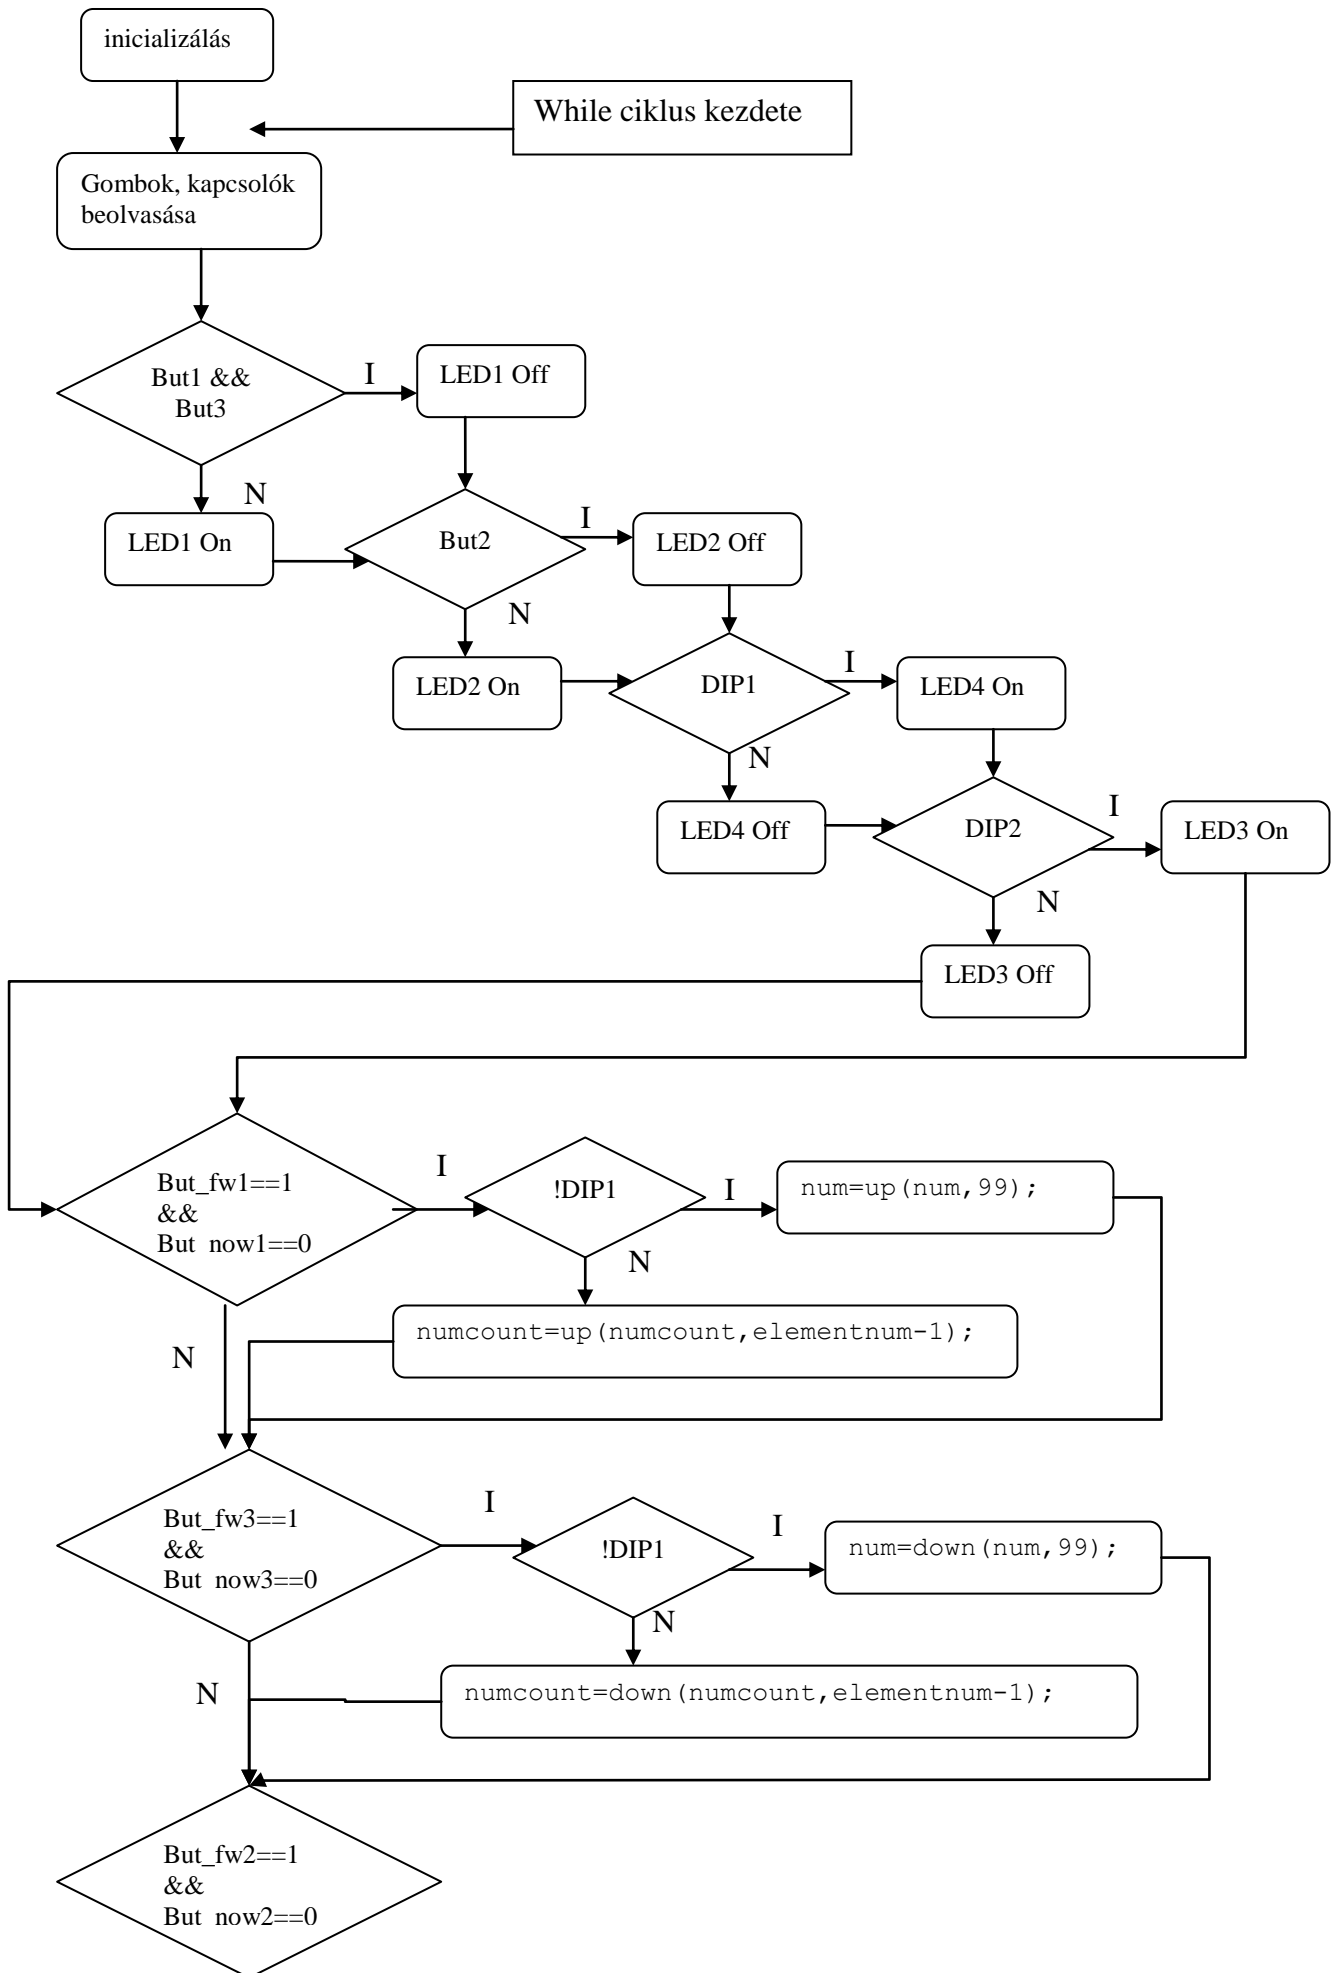 inicializálás
While ciklus kezdete
Gombok, kapcsolók
beolvasása
But1 &&
But3
I
LED1 Off
N
LED1 On
But2
I
LED2 Off
N
LED2 On
DIP1
I
LED4 On
N
LED4 Off
DIP2
I
LED3 On
N
LED3 Off
But_fw1==1
&&
But now1==0
I
!DIP1
I
num=up(num,99);
N
numcount=up(numcount,elementnum-1);
N
But_fw3==1
&&
But now3==0
I
!DIP1
I
num=down(num,99);
N
numcount=down(numcount,elementnum-1);
N
But_fw2==1
&&
But now2==0